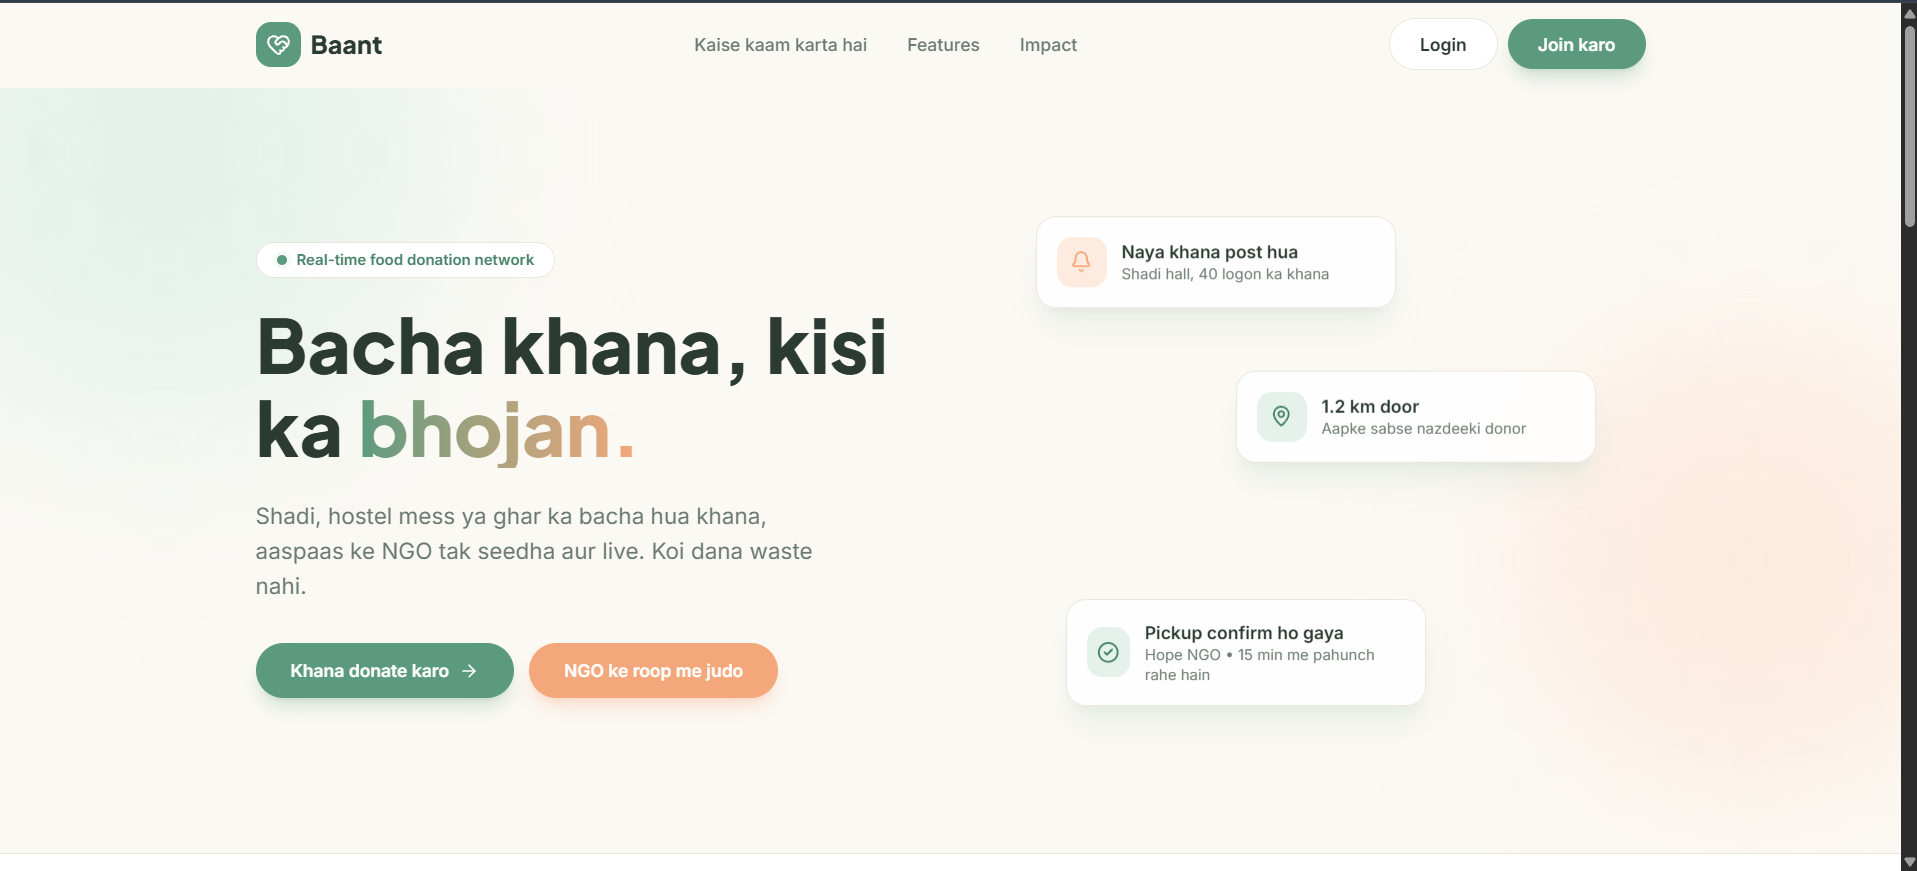 Baant
Kaise kaam karta hai
Features
Impact
Login
Join karo
Real-time food donation network
Bacha khana, kisi
ka bhojan.
Shadi, hostel mess ya ghar ka bacha hua khana,
aaspaas ke NGO tak seedha aur live. Koi dana waste
nahi.
Khana donate karo →
NGO ke roop me judo
Naya khana post hua
Shadi hall, 40 logon ka khana
1.2 km door
Aapke sabse nazdeeki donor
Pickup confirm ho gaya
Hope NGO • 15 min me pahunch
rahe hain